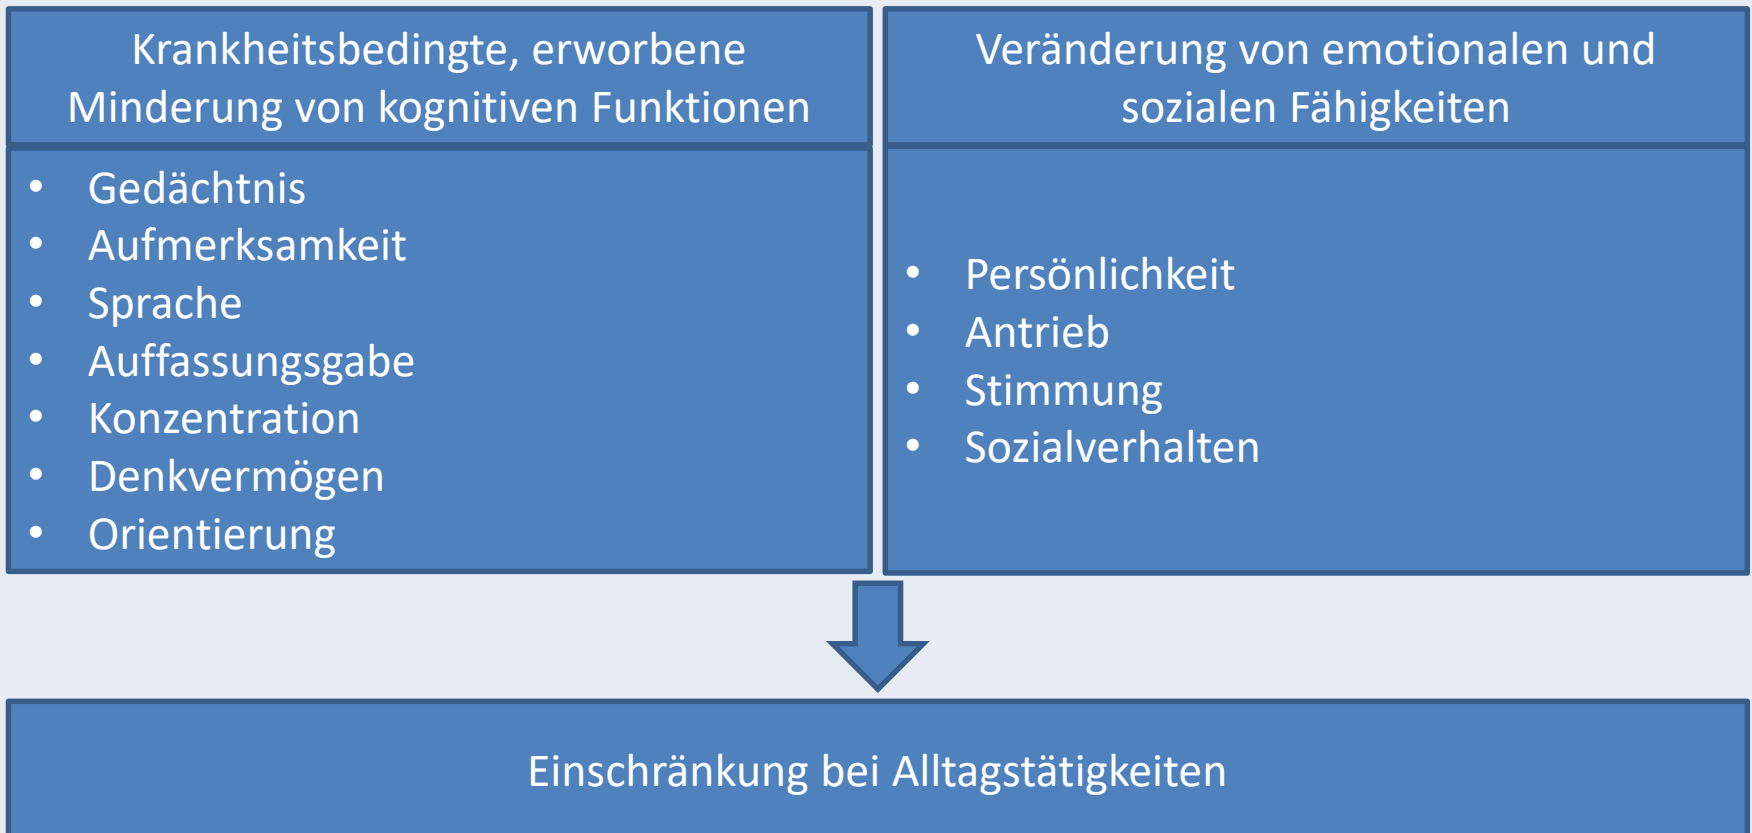 Krankheitsbedingte, erworbene
Minderung von kognitiven Funktionen
• Gedächtnis
• Aufmerksamkeit
• Sprache
• Auffassungsgabe
• Konzentration
• Denkvermögen
• Orientierung
Veränderung von emotionalen und
sozialen Fähigkeiten
• Persönlichkeit
• Antrieb
• Stimmung
• Sozialverhalten
Einschränkung bei Alltagstätigkeiten